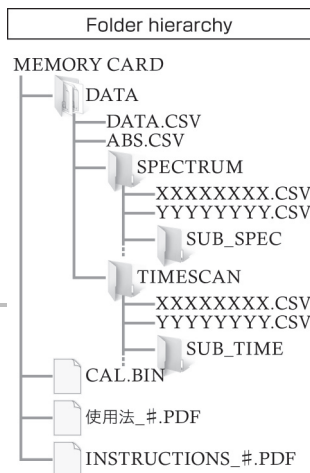 Folder hierarchy
MEMORY CARD
DATA
DATA.CSV
ABS.CSV
SPECTRUM
XXXXXXXX.CSV
YYYYYYYY.CSV
SUB_SPEC
TIMESCAN
XXXXXXXX.CSV
YYYYYYYY.CSV
SUB_TIME
CAL.BIN
使用法_♯.PDF
INSTRUCTIONS_♯.PDF